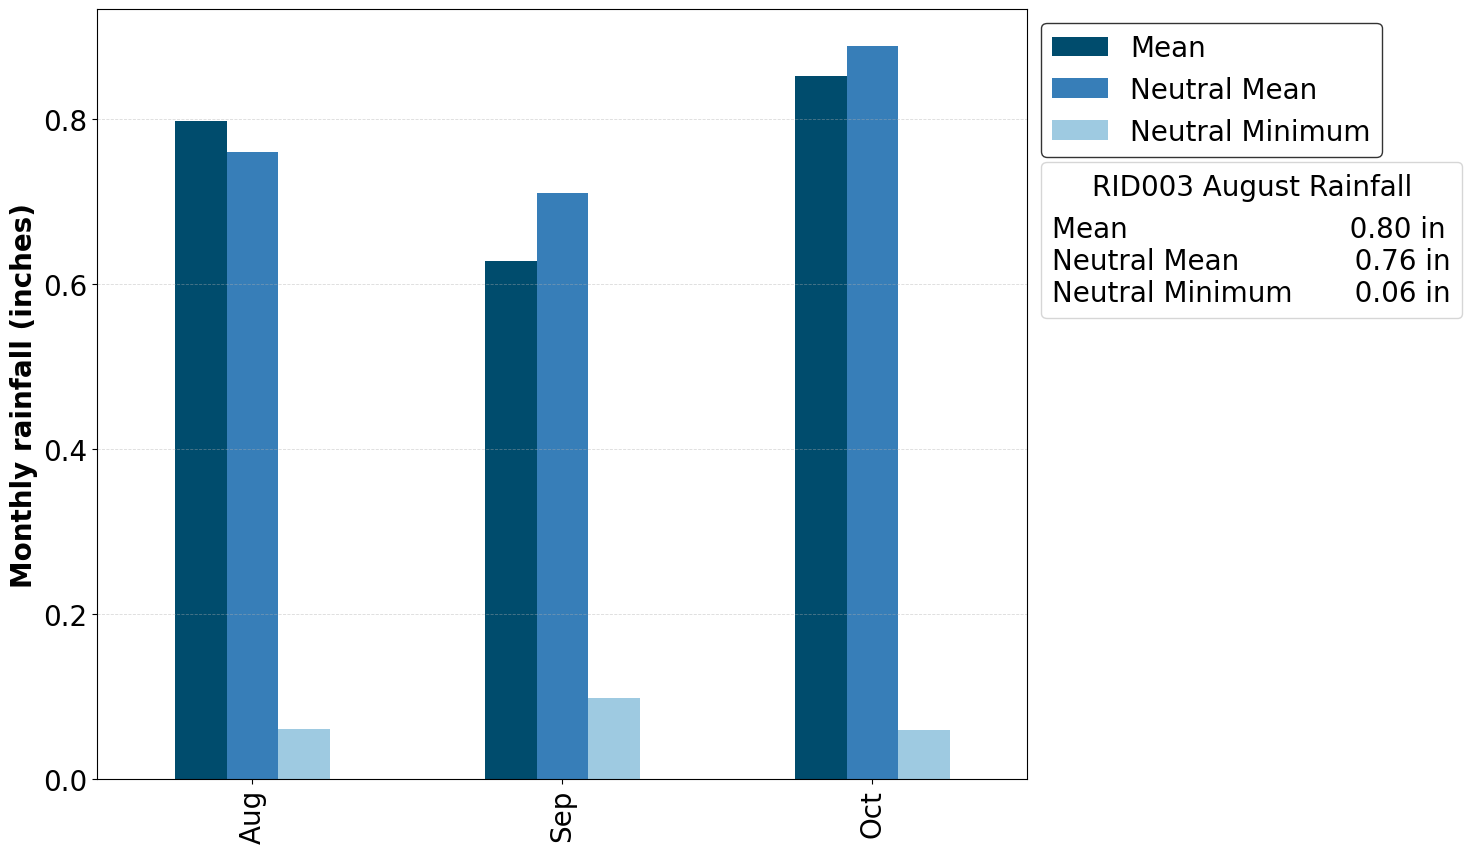 Monthly rainfall (inches)
0.8
0.6
0.4
0.2
0.0
Aug
Sep
Oct
Mean
Neutral Mean
Neutral Minimum
RID003 August Rainfall
Mean 0.80 in
Neutral Mean 0.76 in
Neutral Minimum 0.06 in